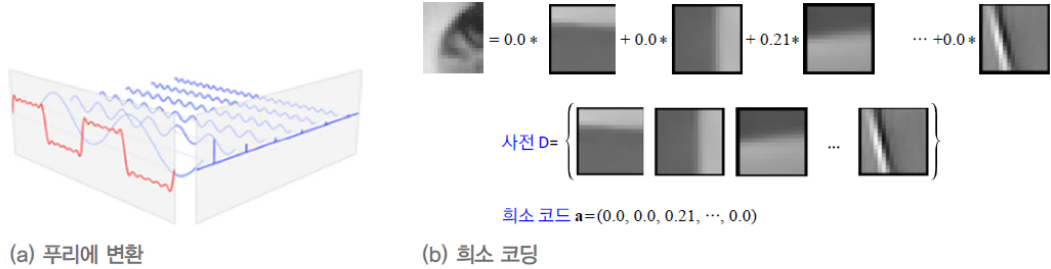 = 0.0 * + 0.0* + 0.21* ··· +0.0*
사전 D=
...
희소 코드 a=(0.0, 0.0, 0.21, ···, 0.0)
(a) 푸리에 변환
(b) 희소 코딩